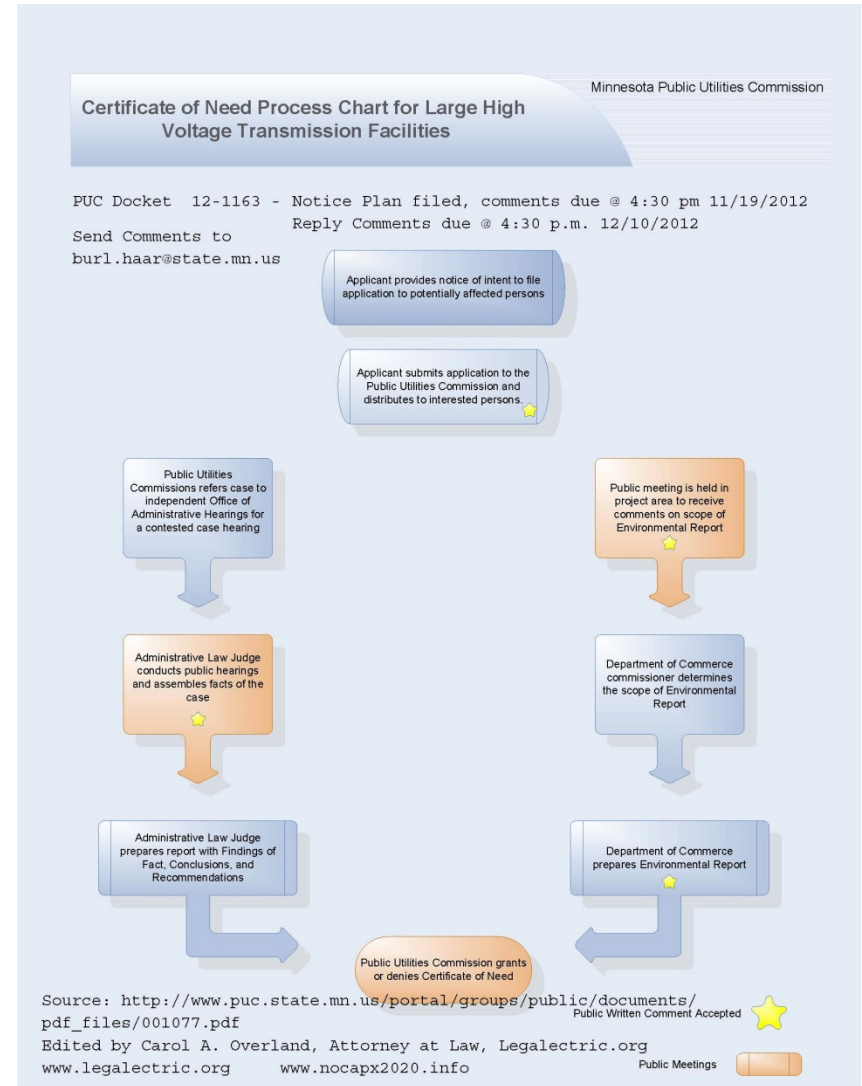 Minnesota Public Utilities Commission
Certificate of Need Process Chart for Large High
Voltage Transmission Facilities
PUC Docket 12-1163 - Notice Plan filed, comments due @ 4:30 pm 11/19/2012
Reply Comments due @ 4:30 p.m. 12/10/2012
Send Comments to
burl.haar@state.mn.us
Applicant provides notice of intent to file
application to potentially affected persons
Applicant submits application to the
Public Utilities Commission and
distributes to interested persons.
Public Utilities
Commissions refers case to
independent Office of
Administrative Hearings for
a contested case hearing
Public meeting is held in
project area to receive
comments on scope of
Environmental Report
Administrative Law Judge
conducts public hearings
and assembles facts of the
case
Department of Commerce
commissioner determines
the scope of Environmental
Report
Administrative Law Judge
prepares report with Findings of
Fact, Conclusions, and
Recommendations
Department of Commerce
prepares Environmental Report
Public Utilities Commission grants
or denies Certificate of Need
Source: http://www.puc.state.mn.us/portal/groups/public/documents/
pdf_files/001077.pdf
Public Written Comment Accepted
Edited by Carol A. Overland, Attorney at Law, Legalectric.org
www.legalectric.org www.nocapx2020.info
Public Meetings